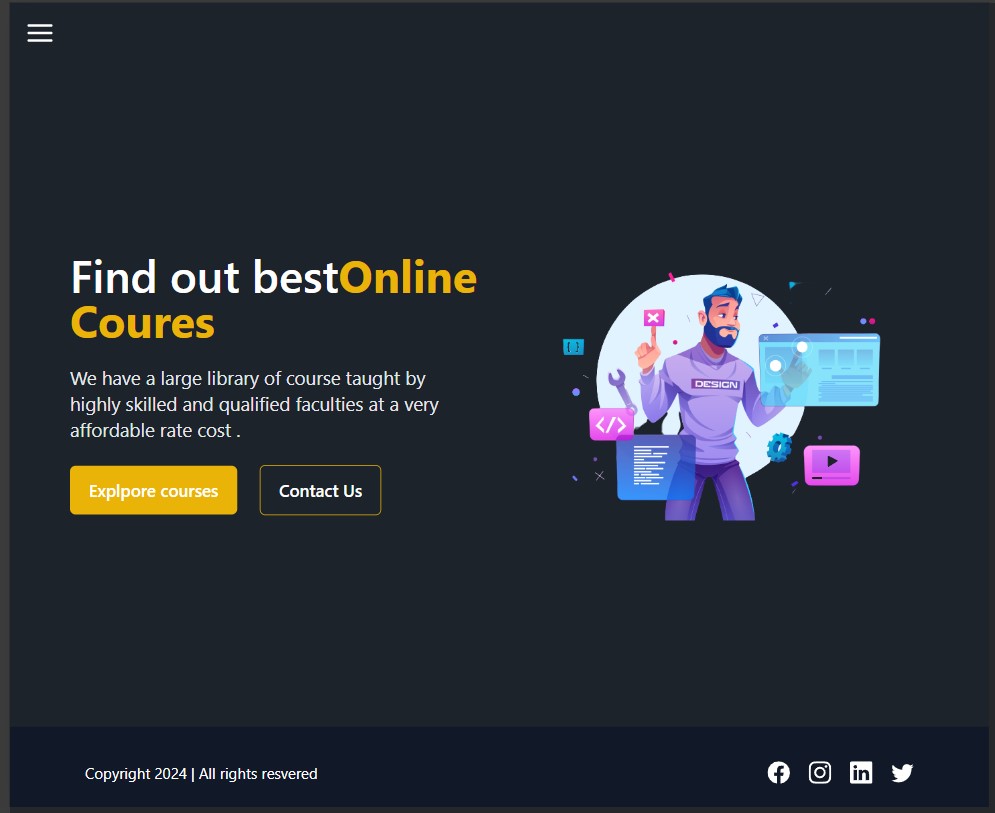 Find out bestOnline
Coures
We have a large library of course taught by
highly skilled and qualified faculties at a very
affordable rate cost .
Explpore courses
Contact Us
DESIGN
{ }
</>
Copyright 2024 | All rights resvered